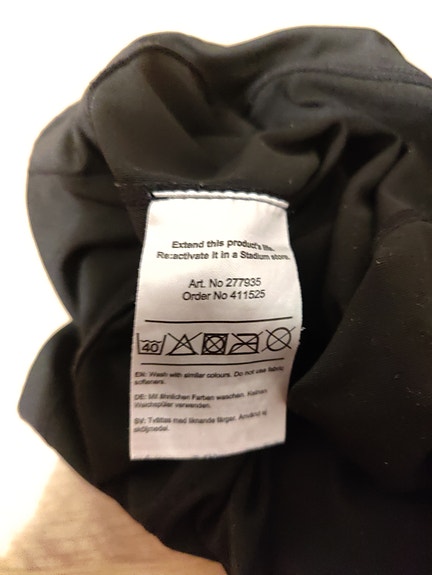 Extend this product's life.
Re:activate it in a Stadium store.
Art. No 277935
Order No 411525
40
EN: Wash with similar colours. Do not use fabric
softeners.
DE: Mit ähnlichen Farben waschen. Keinen
Weichspüler verwenden.
SV: Tvättas med liknande färger. Använd ej
sköljmedel.